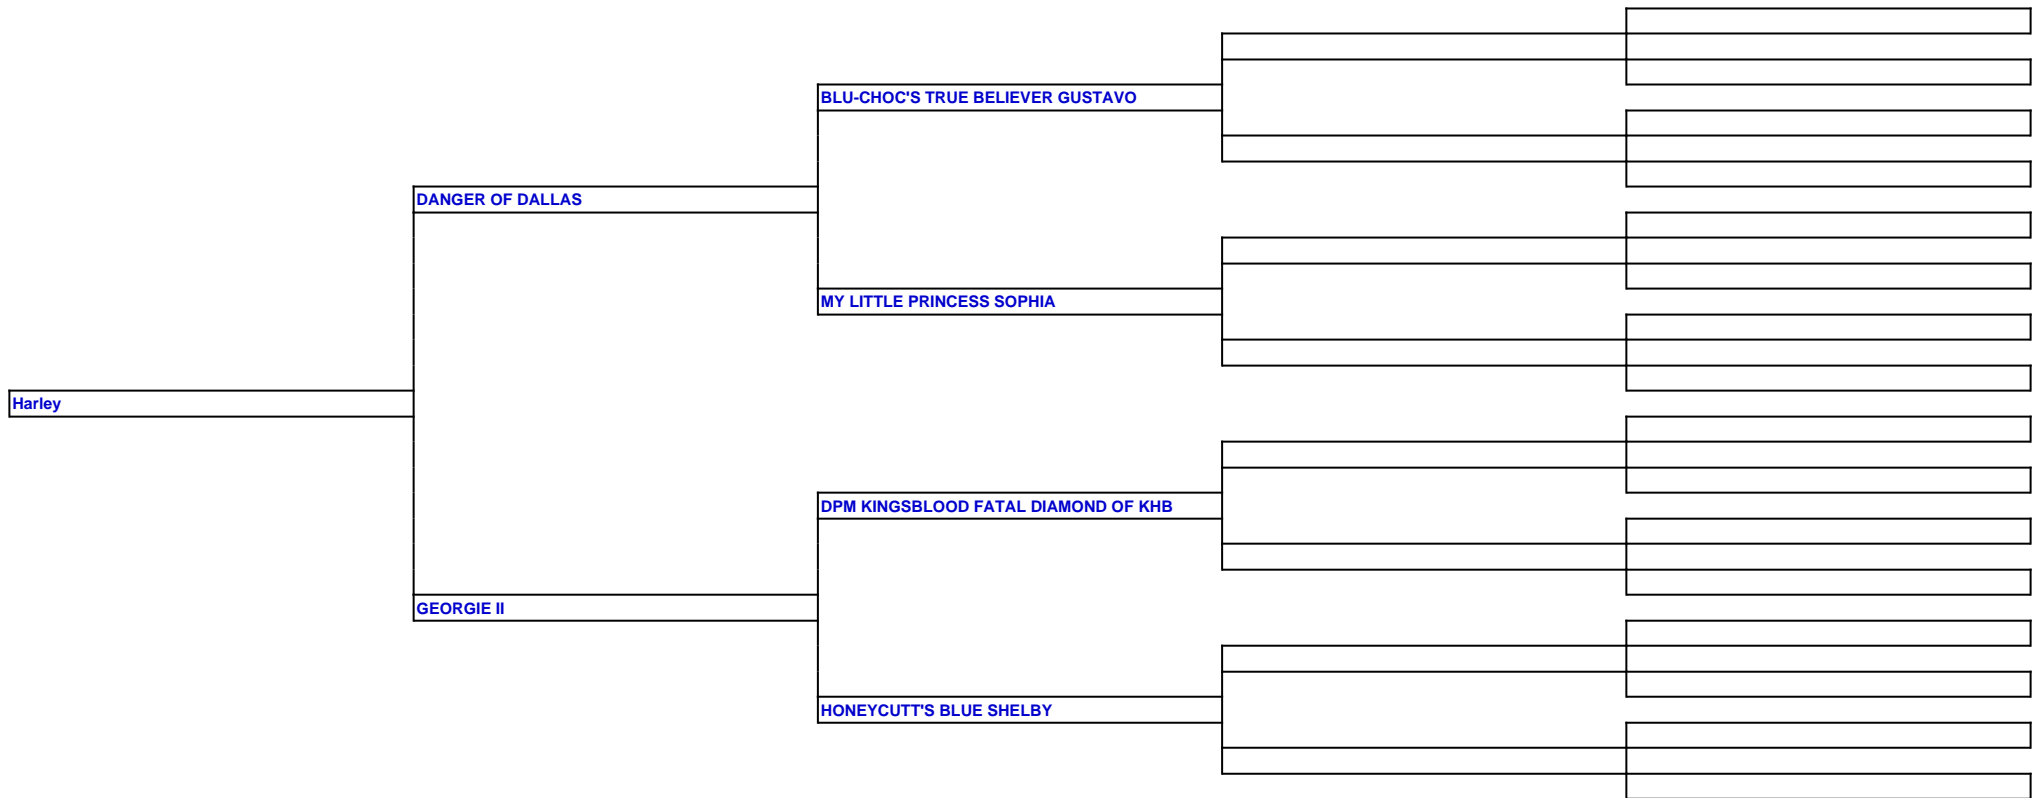 BLU-CHOC'S TRUE BELIEVER GUSTAVO
DANGER OF DALLAS
MY LITTLE PRINCESS SOPHIA
Harley
DPM KINGSBLOOD FATAL DIAMOND OF KHB
GEORGIE II
HONEYCUTT'S BLUE SHELBY